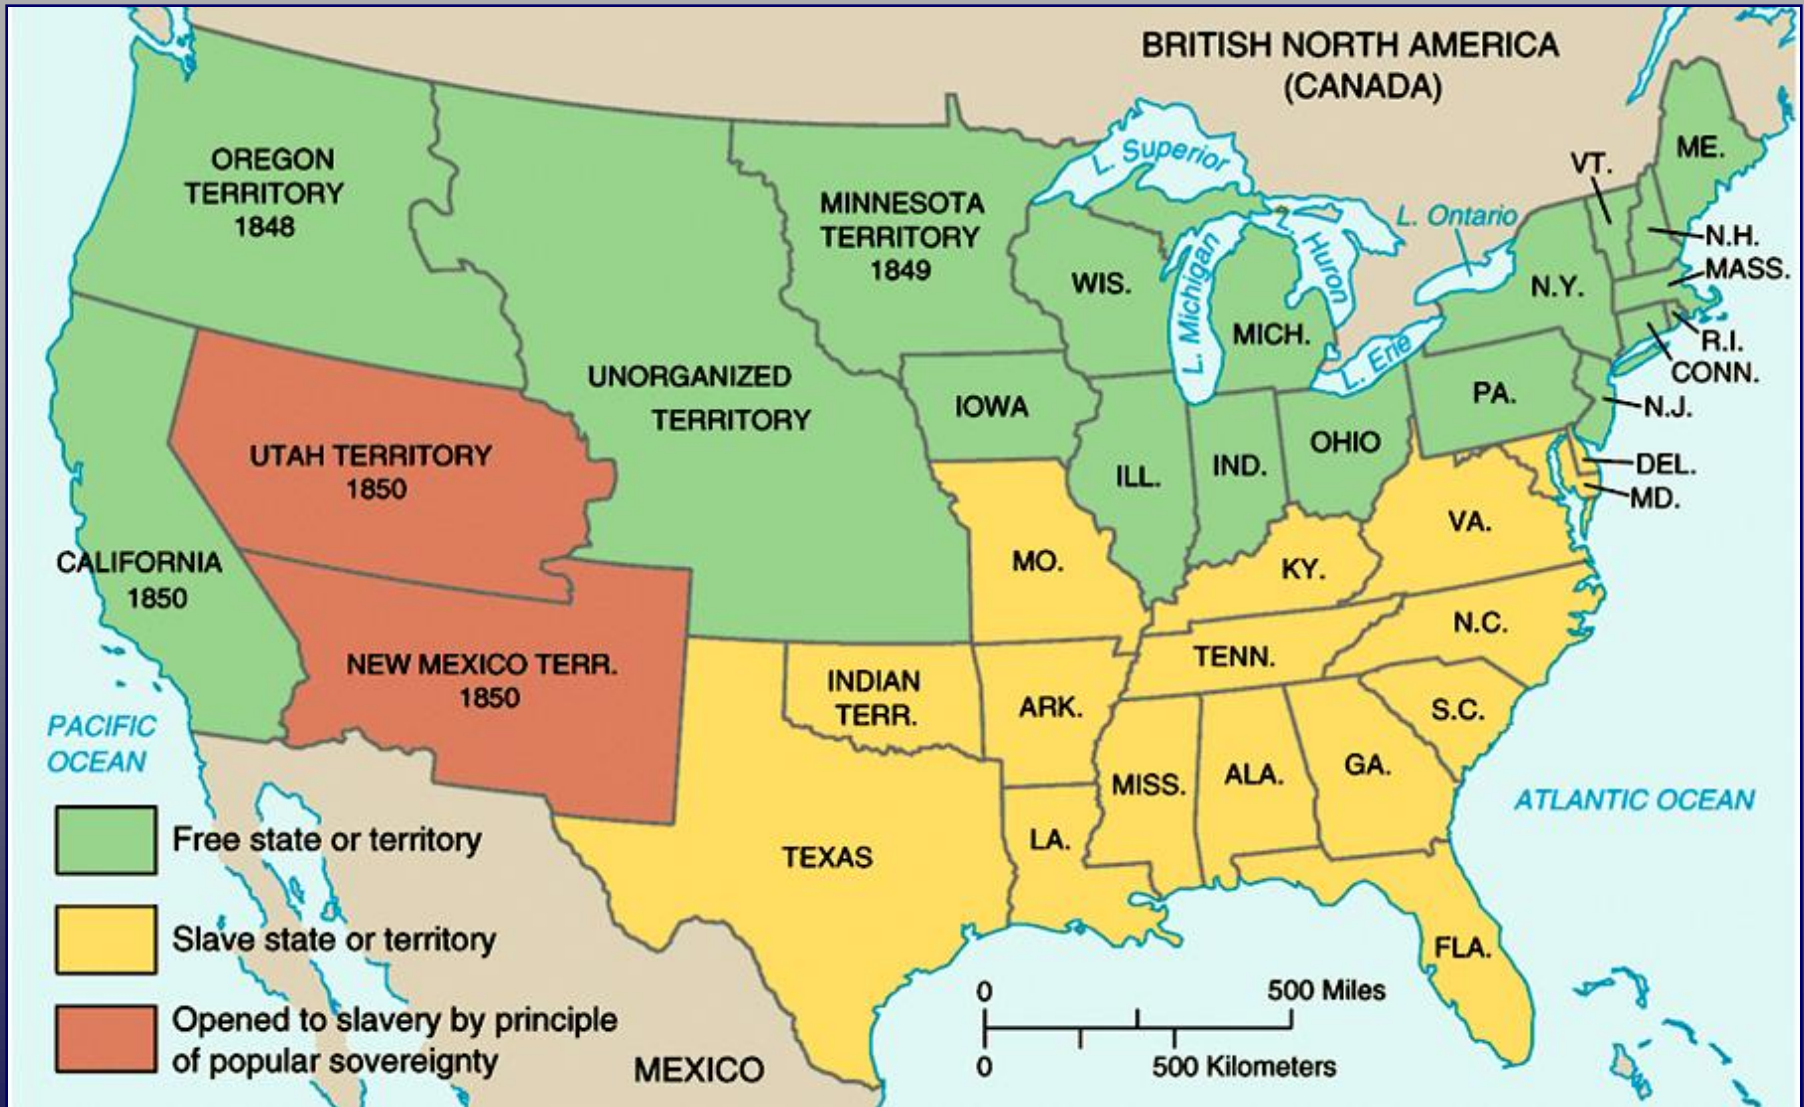 BRITISH NORTH AMERICA
(CANADA)
OREGON
TERRITORY
1848
MINNESOTA
TERRITORY
1849
L. Superior
L. Michigan
L. Huron
L. Ontario
L. Erie
VT.
ME.
N.H.
MASS.
N.Y.
R.I.
CONN.
N.J.
WIS.
MICH.
PA.
UNORGANIZED
TERRITORY
IOWA
ILL.
IND.
OHIO
DEL.
MD.
UTAH TERRITORY
1850
CALIFORNIA
1850
MO.
KY.
VA.
NEW MEXICO TERR.
1850
INDIAN
TERR.
ARK.
TENN.
N.C.
S.C.
MISS.
ALA.
GA.
PACIFIC
OCEAN
ATLANTIC OCEAN
TEXAS
LA.
FLA.
Free state or territory
Slave state or territory
Opened to slavery by principle
of popular sovereignty
MEXICO
0 500 Miles
0 500 Kilometers